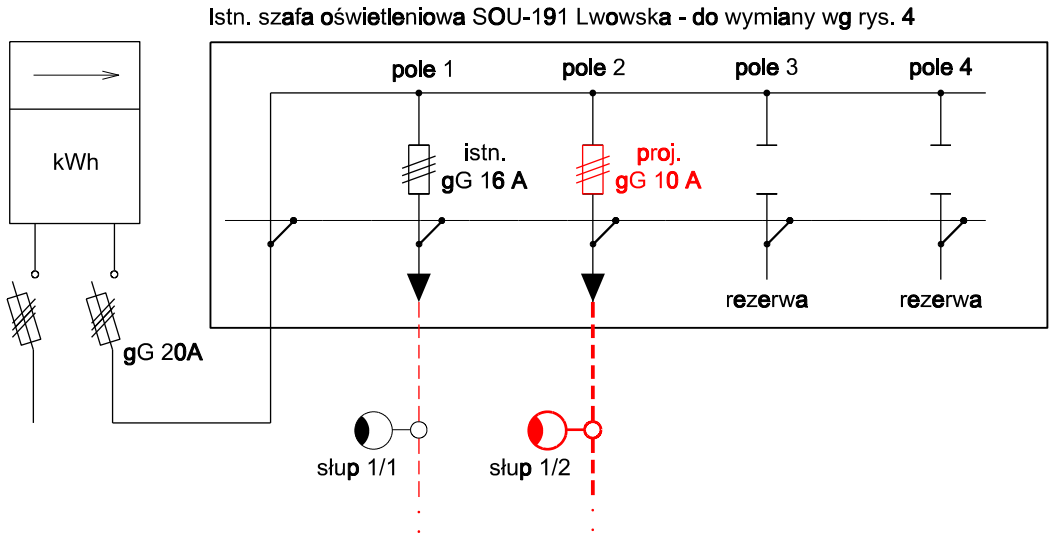 Istn. szafa oświetleniowa SOU-191 Lwowska - do wymiany wg rys. 4
pole 1
pole 2
pole 3
pole 4
kWh
istn.
gG 16 A
proj.
gG 10 A
rezerwa
rezerwa
gG 20A
słup 1/1
słup 1/2